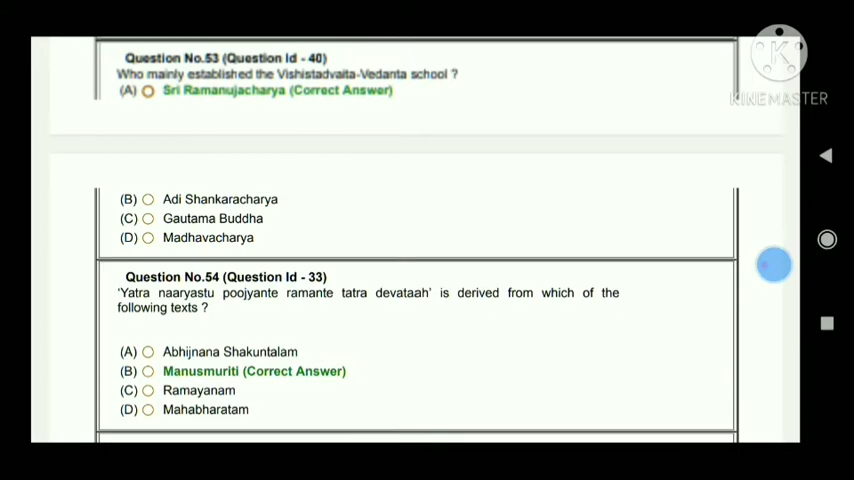 Question No.53 (Question Id - 40)
Who mainly established the Vishistadvaita-Vedanta school ?
(A) Sri Ramanujacharya (Correct Answer)
K
KINEMASTER
(B) Adi Shankaracharya
(C) Gautama Buddha
(D) Madhavacharya
Question No.54 (Question Id - 33)
'Yatra naaryastu poojyante ramante tatra devataah' is derived from which of the
following texts ?
(A) Abhijnana Shakuntalam
(B) Manusmuriti (Correct Answer)
(C) Ramayanam
(D) Mahabharatam